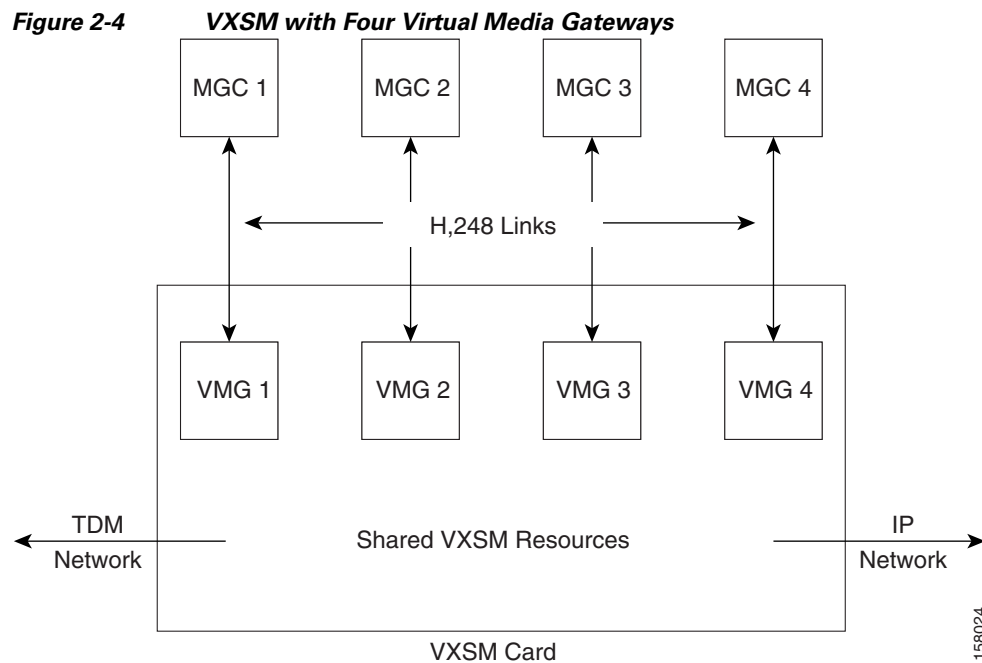 Figure 2-4 VXSM with Four Virtual Media Gateways
MGC 1 MGC 2 MGC 3 MGC 4
H,248 Links
VMG 1 VMG 2 VMG 3 VMG 4
TDM
Network
Shared VXSM Resources
IP
Network
VXSM Card
158024